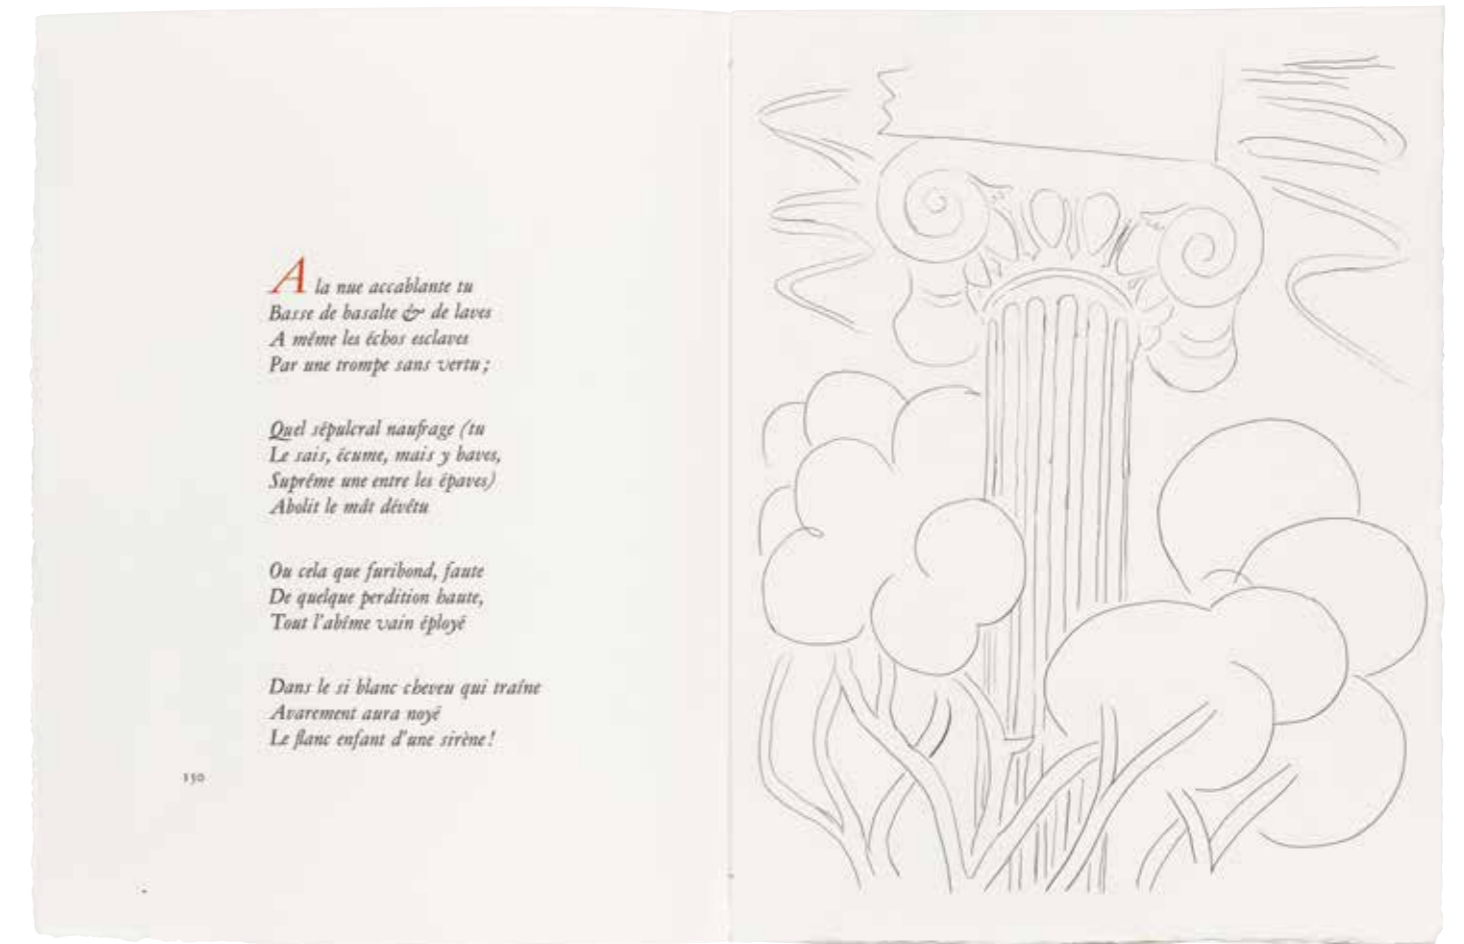 A la nue accablante tu
Basse de basalte & de laves
A même les échos esclaves
Par une trompe sans vertu ;
Quel sépulcral naufrage (tu
Le sais, écume, mais y baves,
Suprême une entre les épaves)
Abolit le mât dévêtu
Ou cela que furibond, faute
De quelque perdition haute,
Tout l'abîme vain éployé
Dans le si blanc cheveu qui traîne
Avarement aura noyé
Le flanc enfant d'une sirène !
150